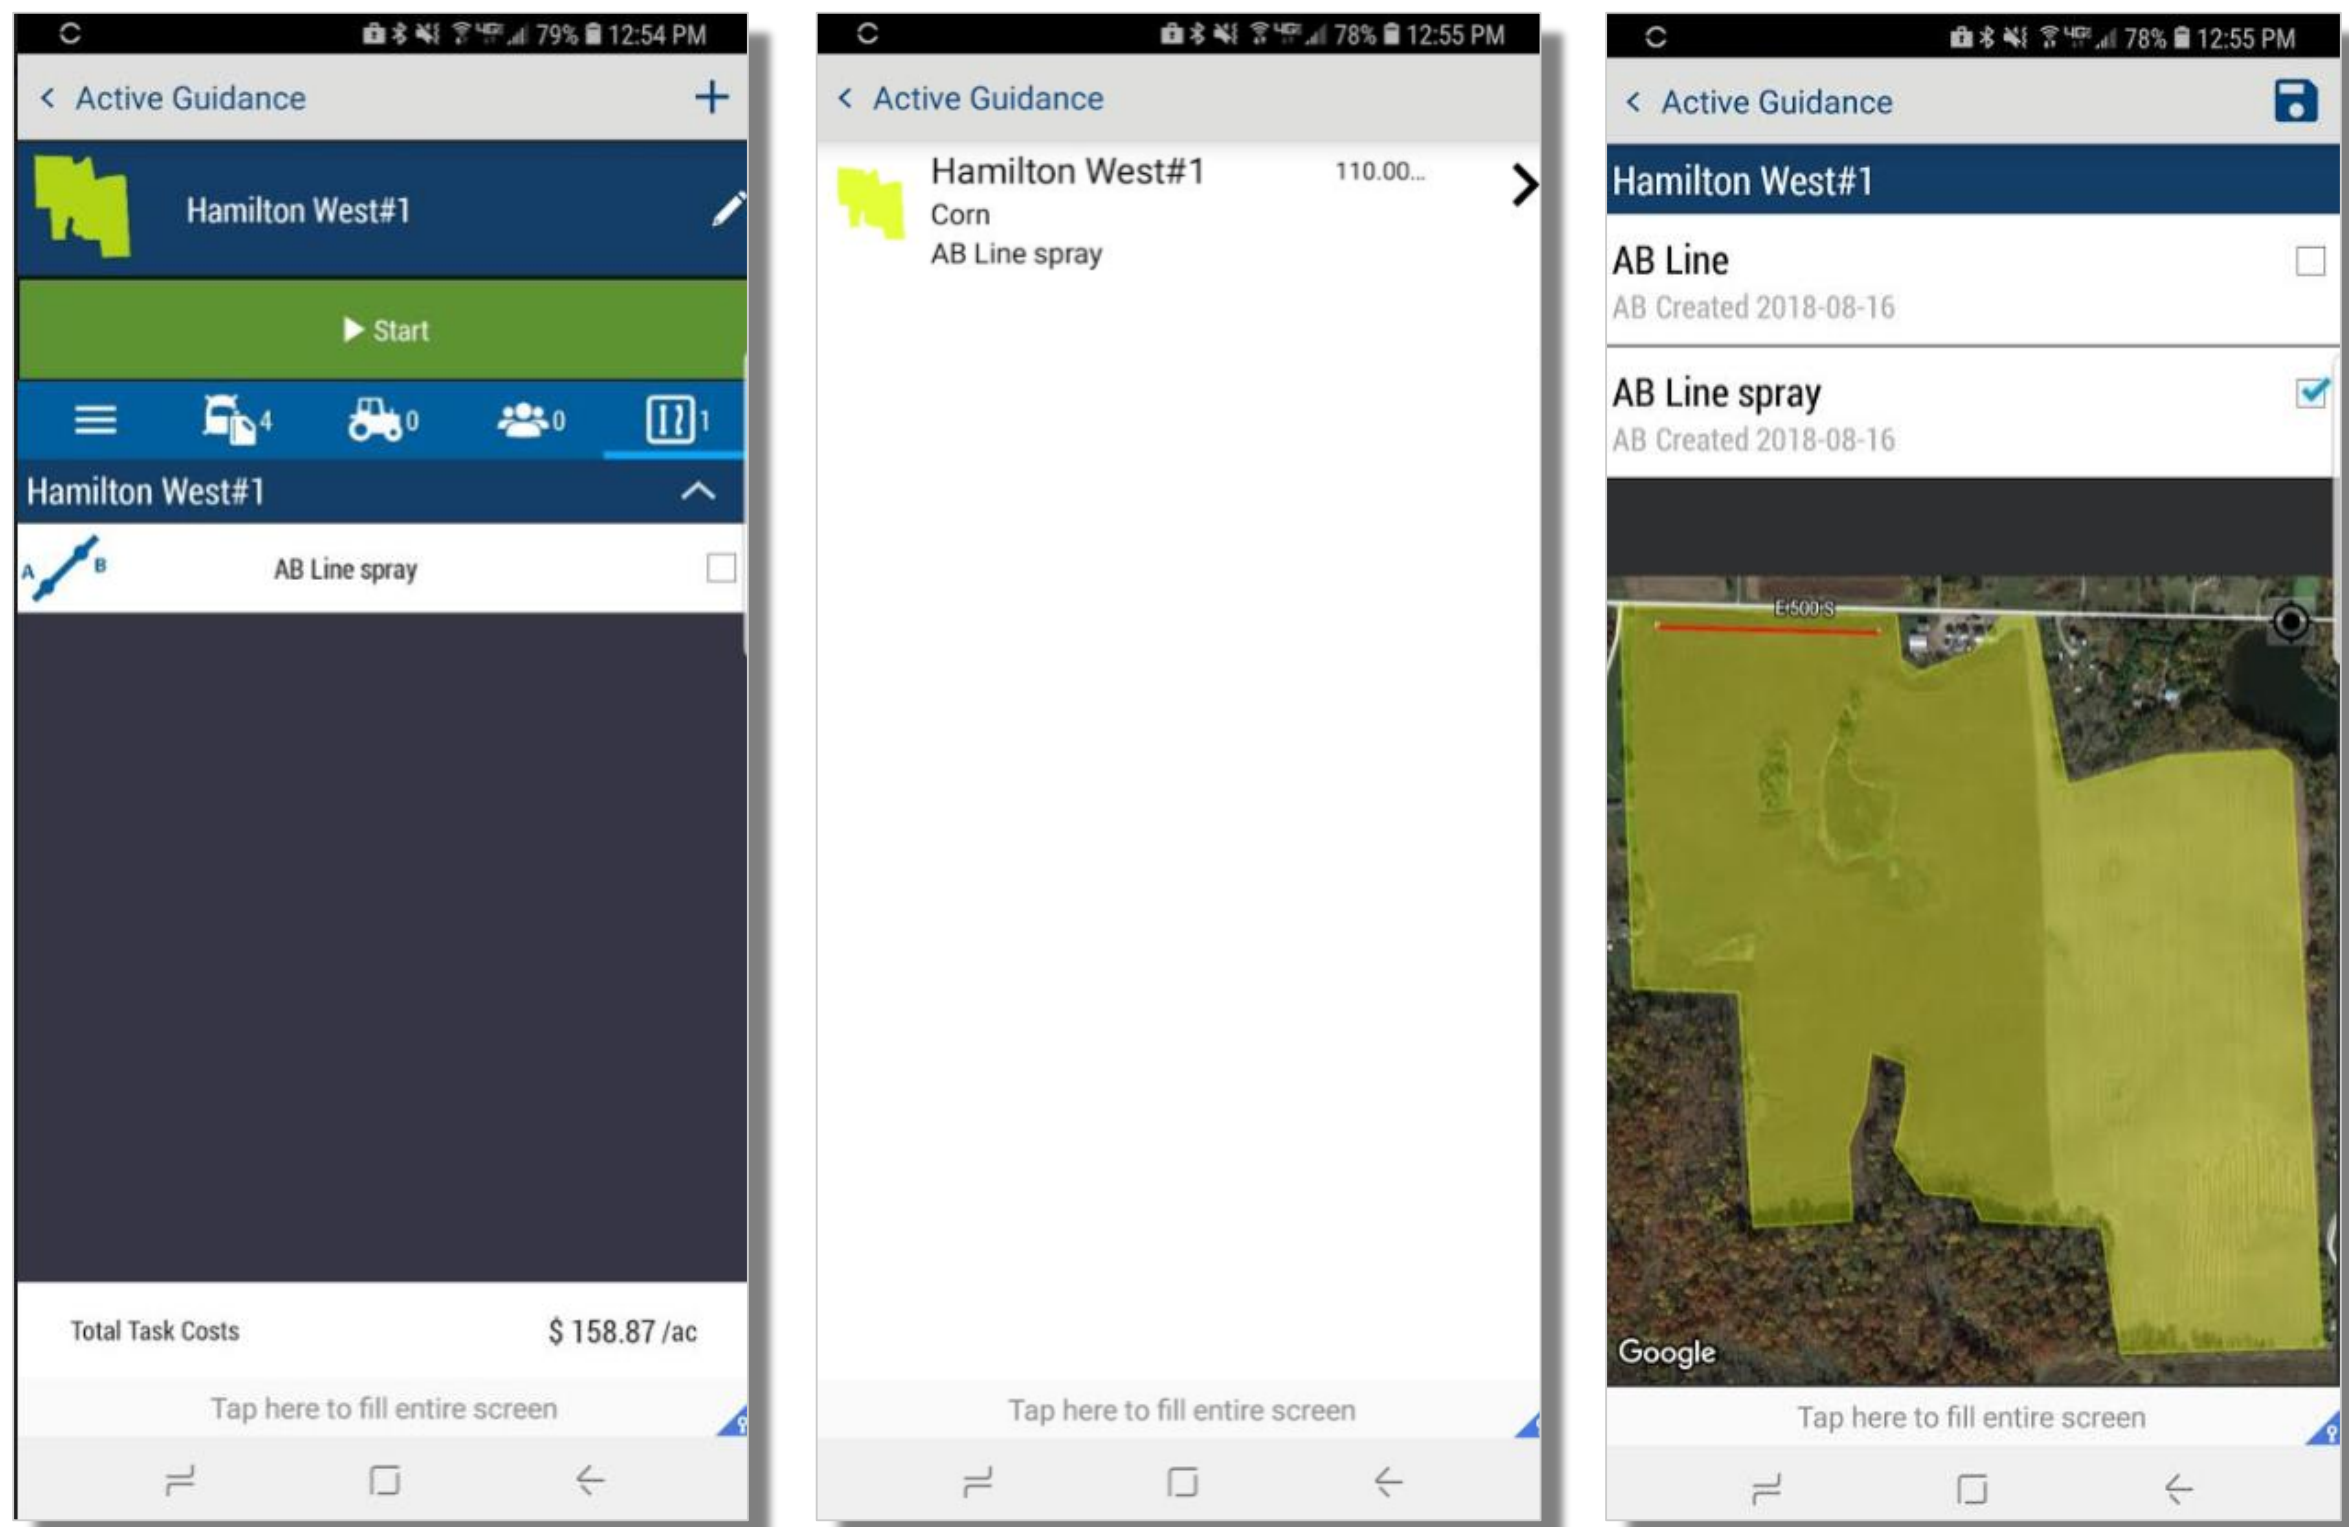 79% 12:54 PM
Active Guidance
Hamilton West#1
Start
4 0 0 1
Hamilton West#1
A B AB Line spray
Total Task Costs $ 158.87 /ac
Tap here to fill entire screen
78% 12:55 PM
Active Guidance
Hamilton West#1 110.00...
Corn
AB Line spray
Tap here to fill entire screen
78% 12:55 PM
Active Guidance
Hamilton West#1
AB Line
AB Created 2018-08-16
AB Line spray
AB Created 2018-08-16
E 500 S
Google
Tap here to fill entire screen